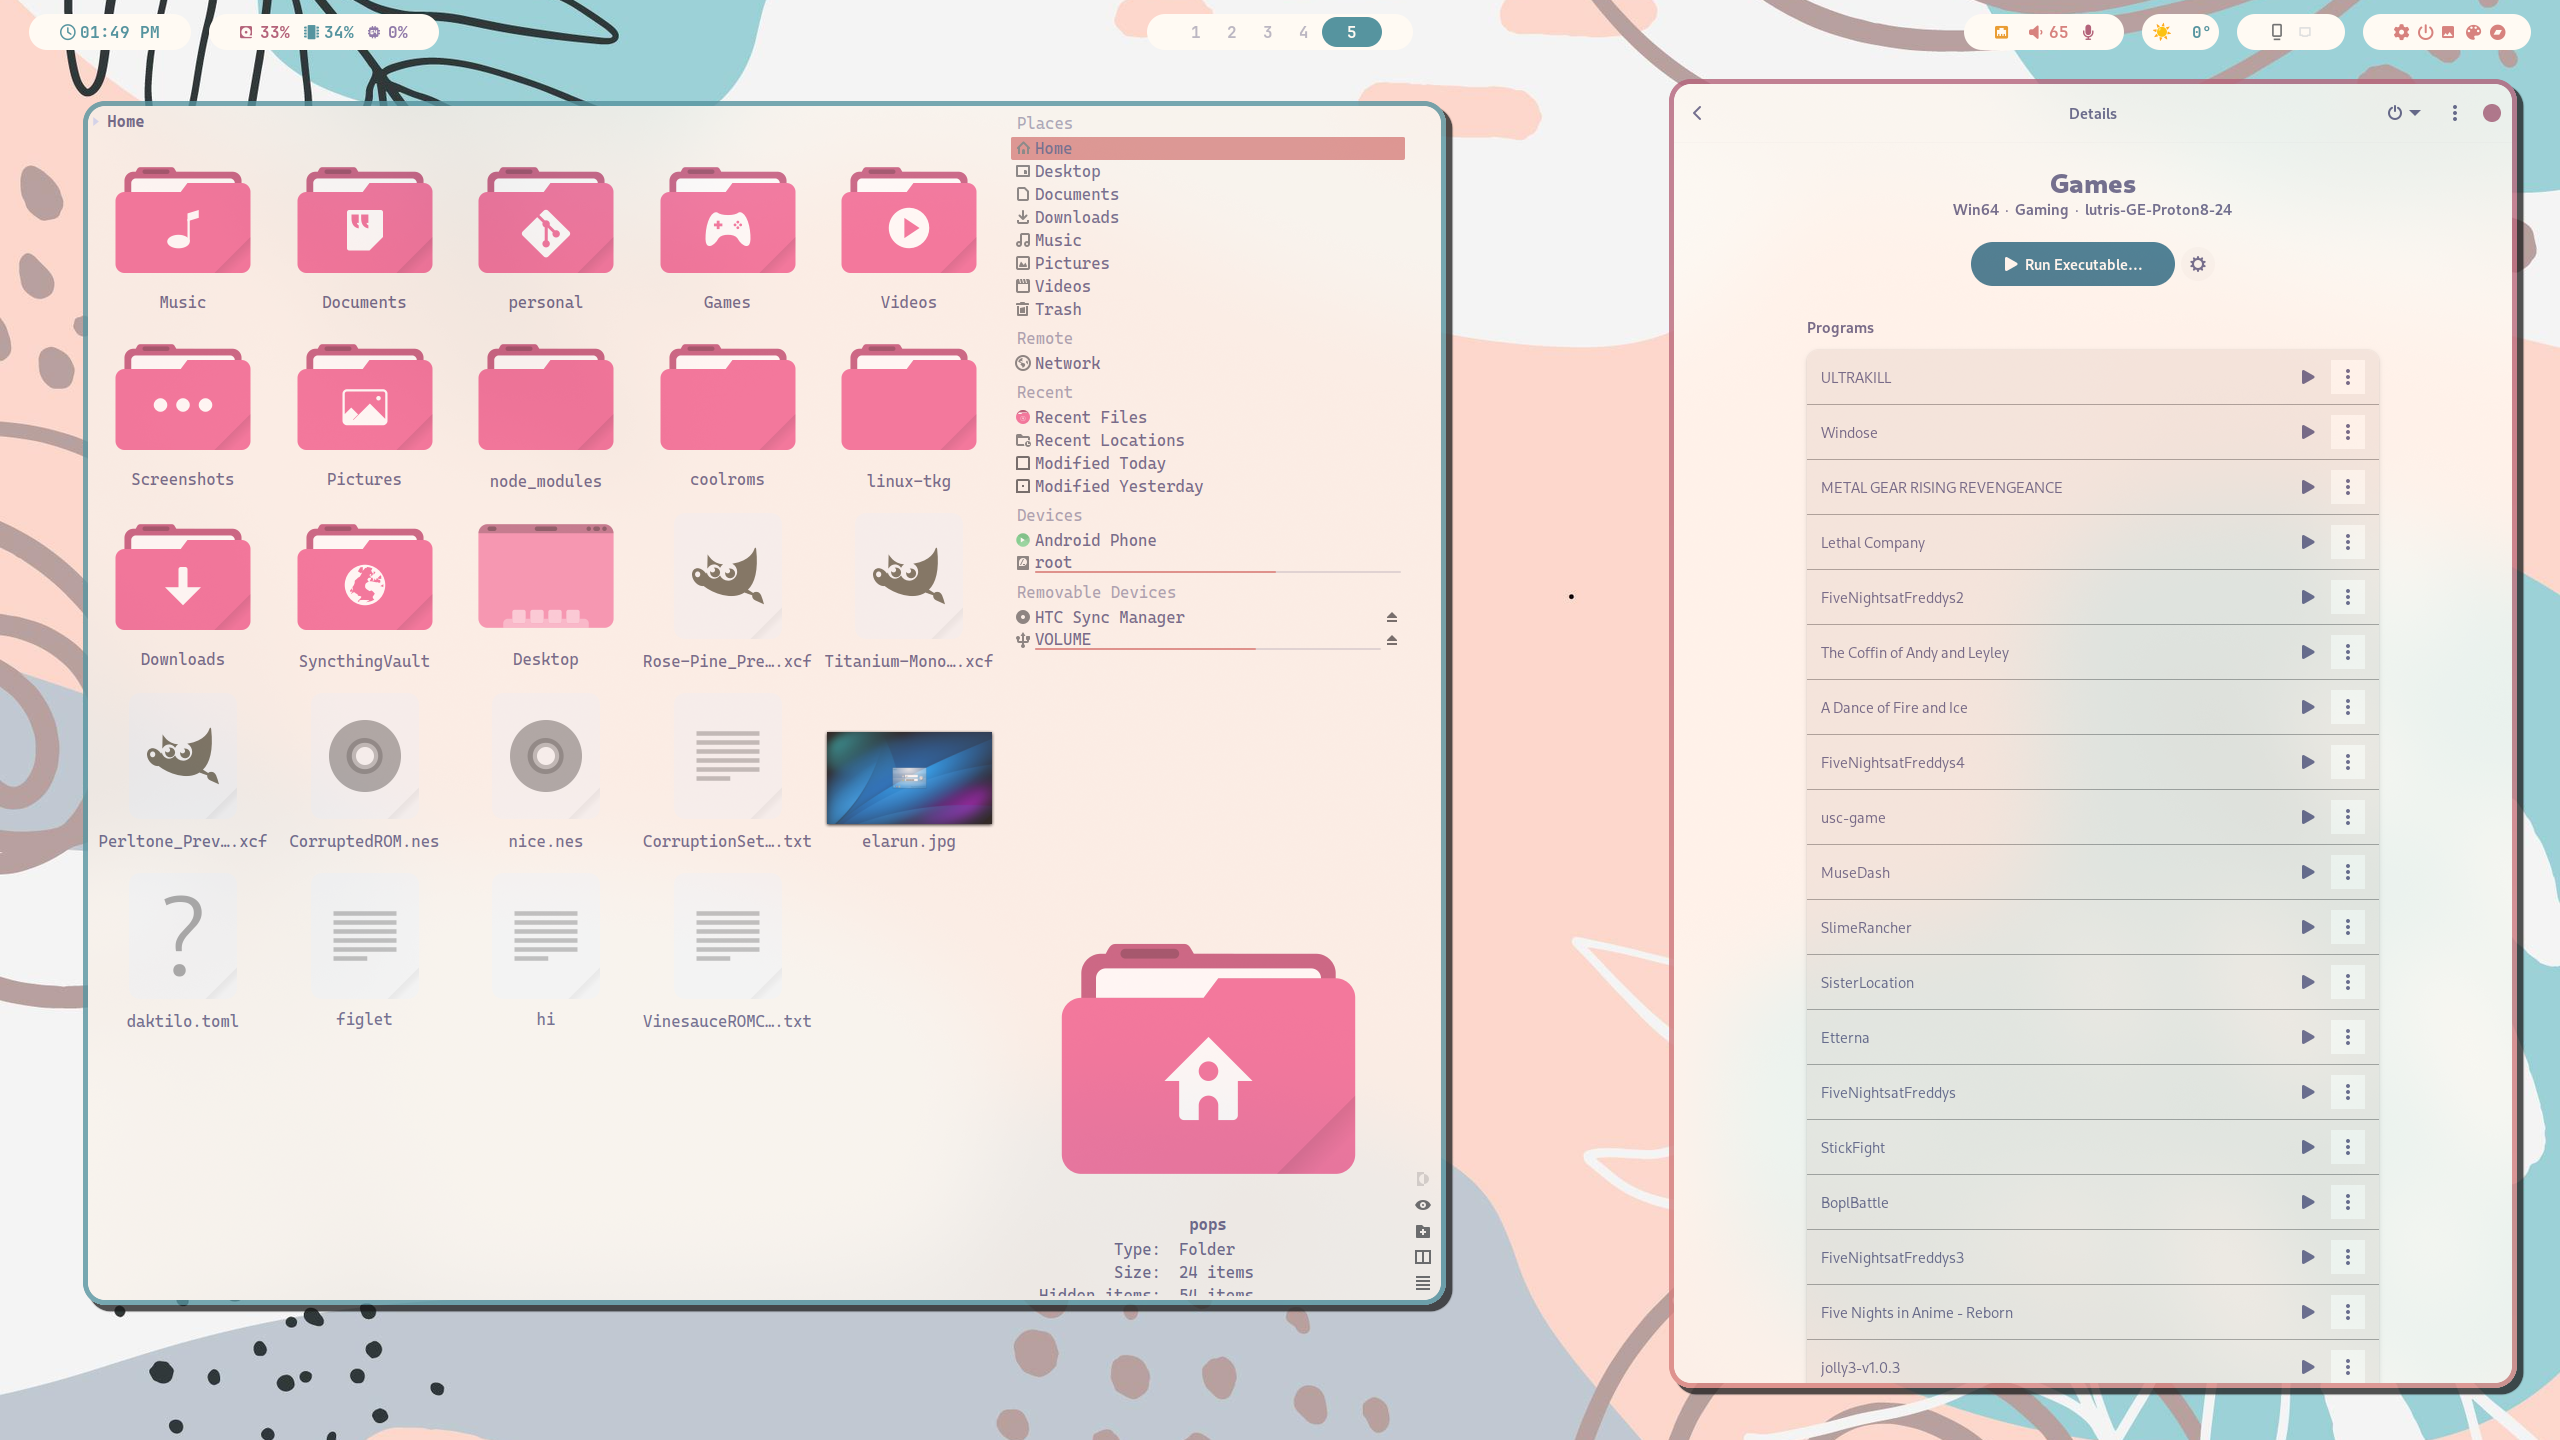 01:49 PM
33% 34% 0%
1 2 3 4 5
65
0°
Home
Music Documents personal Games Videos
Screenshots Pictures node_modules coolroms linux-tkg
Downloads SyncthingVault Desktop Rose-Pine_Pre….xcf Titanium-Mono….xcf
Perltone_Prev….xcf CorruptedROM.nes nice.nes CorruptionSet….txt elarun.jpg
daktilo.toml figlet hi VinesauceROMC….txt
Places
Home
Desktop
Documents
Downloads
Music
Pictures
Videos
Trash
Remote
Network
Recent
Recent Files
Recent Locations
Modified Today
Modified Yesterday
Devices
Android Phone
root
Removable Devices
HTC Sync Manager
VOLUME
pops
Type: Folder
Size: 24 items
Hidden items: 54 items
Details
Games
Win64 · Gaming · lutris-GE-Proton8-24
Run Executable...
Programs
ULTRAKILL
Windose
METAL GEAR RISING REVENGEANCE
Lethal Company
FiveNightsatFreddys2
The Coffin of Andy and Leyley
A Dance of Fire and Ice
FiveNightsatFreddys4
usc-game
MuseDash
SlimeRancher
SisterLocation
Etterna
FiveNightsatFreddys
StickFight
BoplBattle
FiveNightsatFreddys3
Five Nights in Anime - Reborn
jolly3-v1.0.3